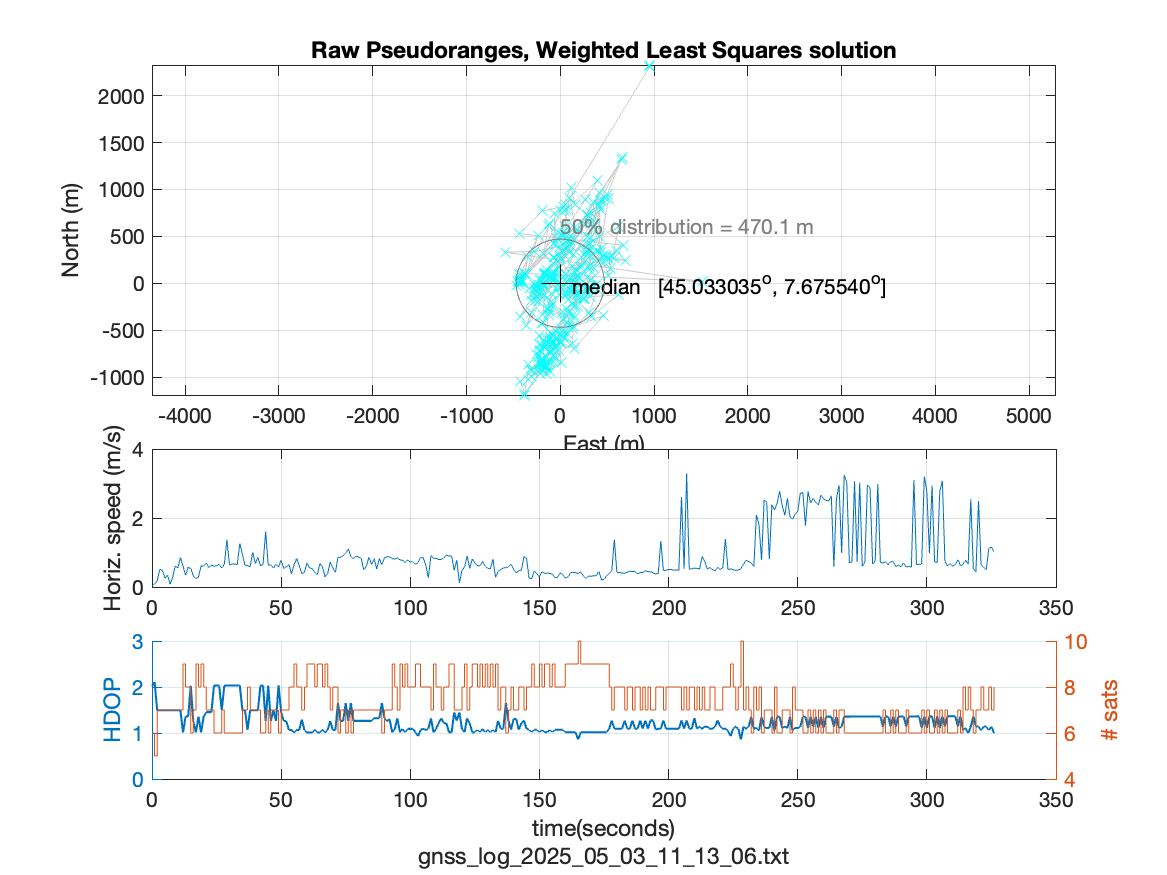 Raw Pseudoranges, Weighted Least Squares solution
North (m)
2000
1500
1000
500
0
-500
-1000
50% distribution = 470.1 m
median [45.033035°, 7.675540°]
-4000 -3000 -2000 -1000 0 1000 2000 3000 4000 5000
East (m)
Horiz. speed (m/s)
4
2
0
0 50 100 150 200 250 300 350
HDOP
3
2
1
0
10
8
6
4
# sats
0 50 100 150 200 250 300 350
time(seconds)
gnss_log_2025_05_03_11_13_06.txt